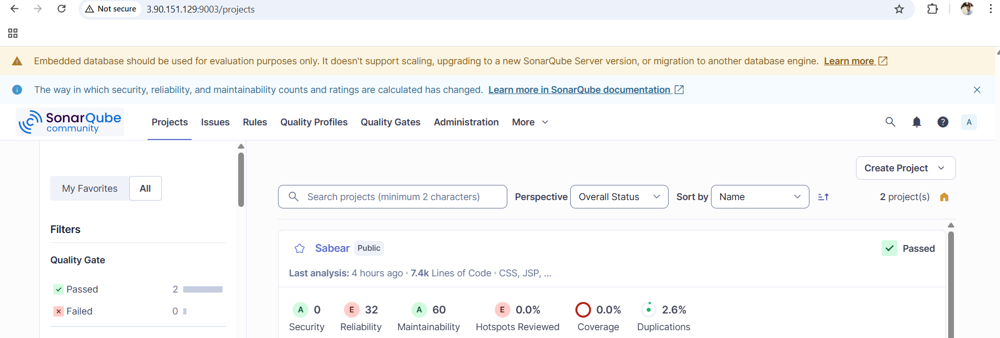 Not secure 3.90.151.129:9003/projects
Embedded database should be used for evaluation purposes only. It doesn't support scaling, upgrading to a new SonarQube Server version, or migration to another database engine. Learn more
The way in which security, reliability, and maintainability counts and ratings are calculated has changed. Learn more in SonarQube documentation
SonarQube community
Projects Issues Rules Quality Profiles Quality Gates Administration More A
Create Project
My Favorites All
Search projects (minimum 2 characters) Perspective Overall Status Sort by Name 2 project(s)
Filters
Quality Gate
Passed 2
Failed 0
Sabear Public Passed
Last analysis: 4 hours ago • 7.4k Lines of Code • CSS, JSP, ...
A 0 E 32 A 60 E 0.0% 0.0% 2.6%
Security Reliability Maintainability Hotspots Reviewed Coverage Duplications